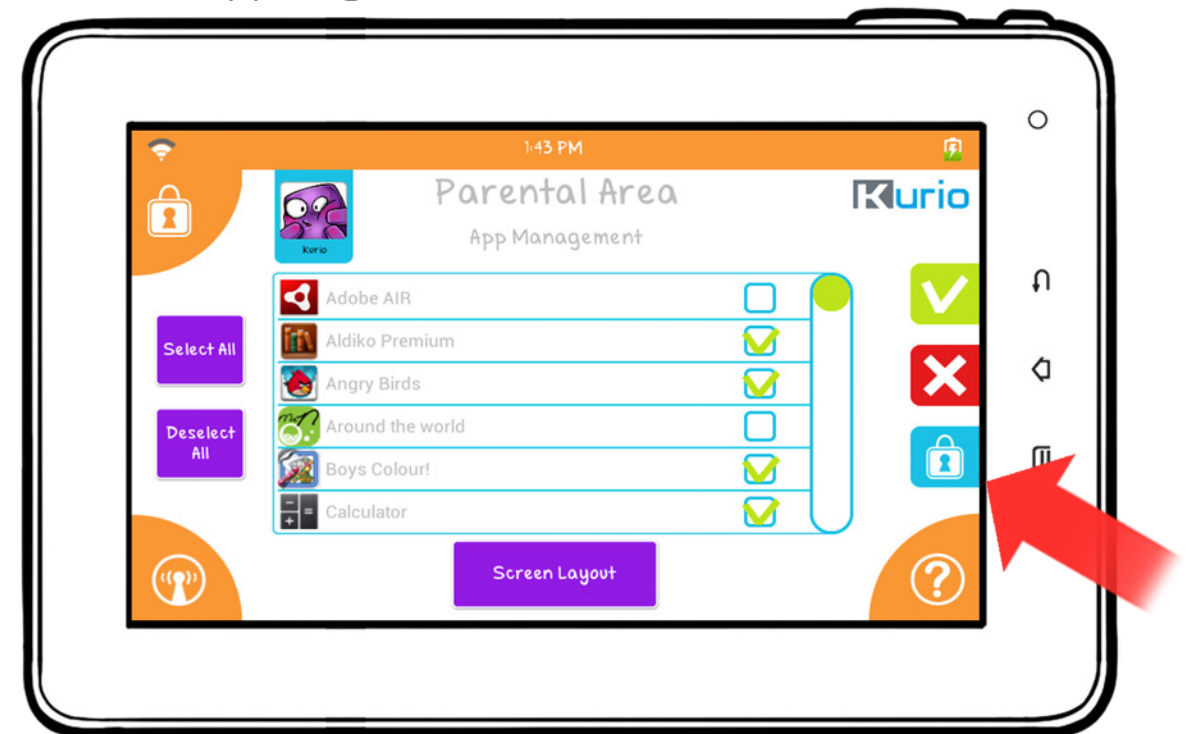 1:43 PM
Parental Area
Kurio
App Management
Kurio
Adobe AIR
Aldiko Premium
Angry Birds
Around the world
Boys Colour!
Calculator
Select All
Deselect
All
Screen Layout
?